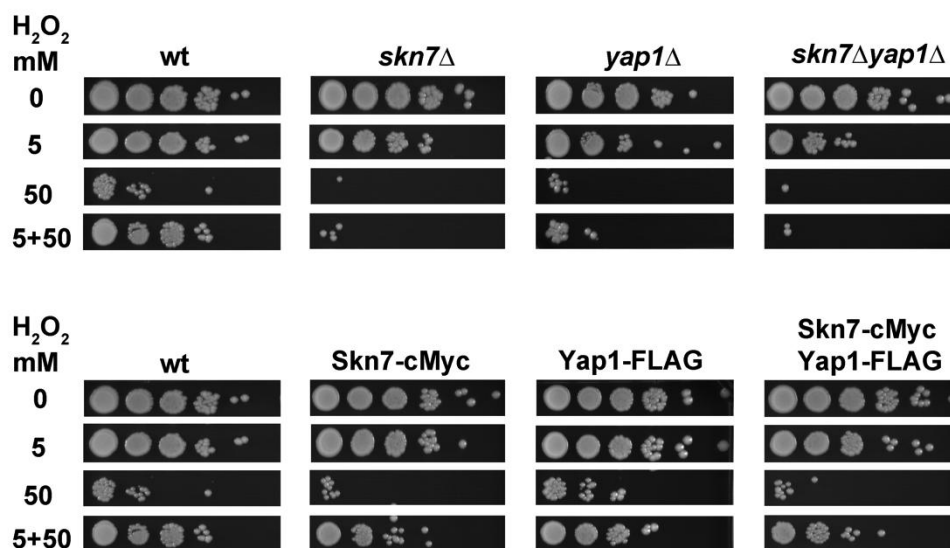 H₂O₂
mM wt skn7Δ yap1Δ skn7Δyap1Δ
0
5
50
5+50
H₂O₂ Skn7-cMyc
mM wt Skn7-cMyc Yap1-FLAG Yap1-FLAG
0
5
50
5+50